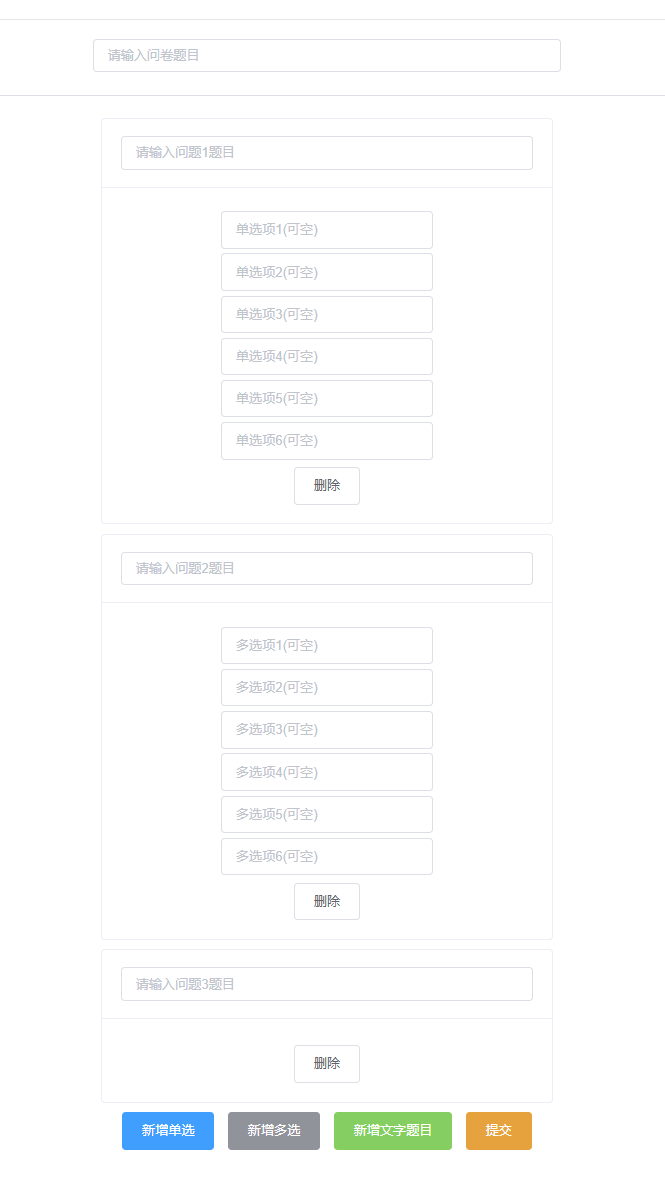 请输入问卷题目
请输入问题1题目
单选项1(可空)
单选项2(可空)
单选项3(可空)
单选项4(可空)
单选项5(可空)
单选项6(可空)
删除
请输入问题2题目
多选项1(可空)
多选项2(可空)
多选项3(可空)
多选项4(可空)
多选项5(可空)
多选项6(可空)
删除
请输入问题3题目
删除
新增单选 新增多选 新增文字题目 提交